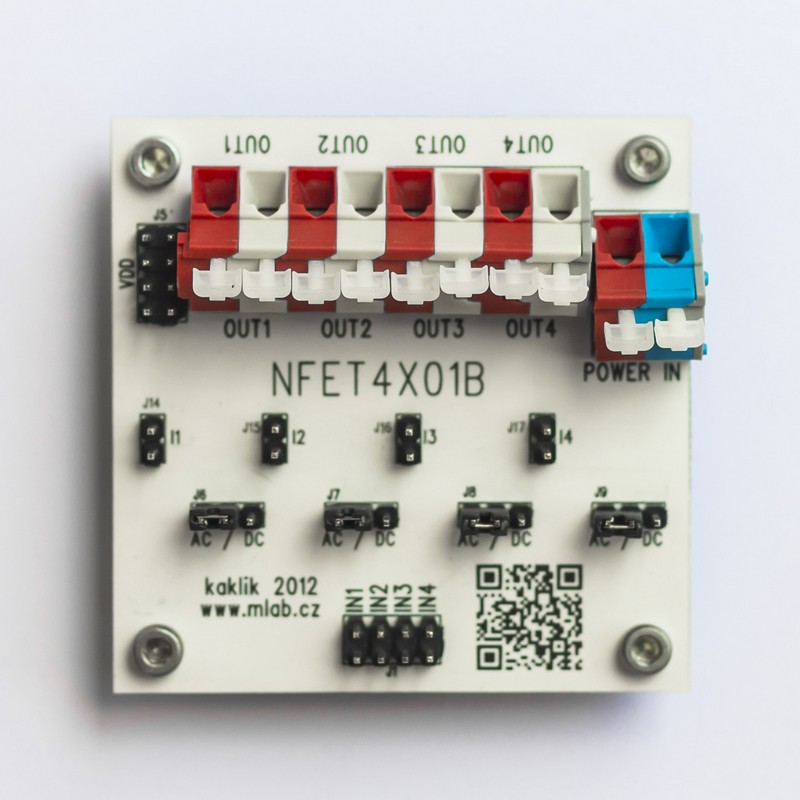 OUT1 OUT2 OUT3 OUT4
J5
VDD
OUT1 OUT2 OUT3 OUT4
POWER IN
NFET4X01B
J14 J15 J16 J17
I1 I2 I3 I4
J6 J7 J8 J9
AC / DC AC / DC AC / DC AC / DC
kaklik 2012
www.mlab.cz
IN1 IN2 IN3 IN4
J1